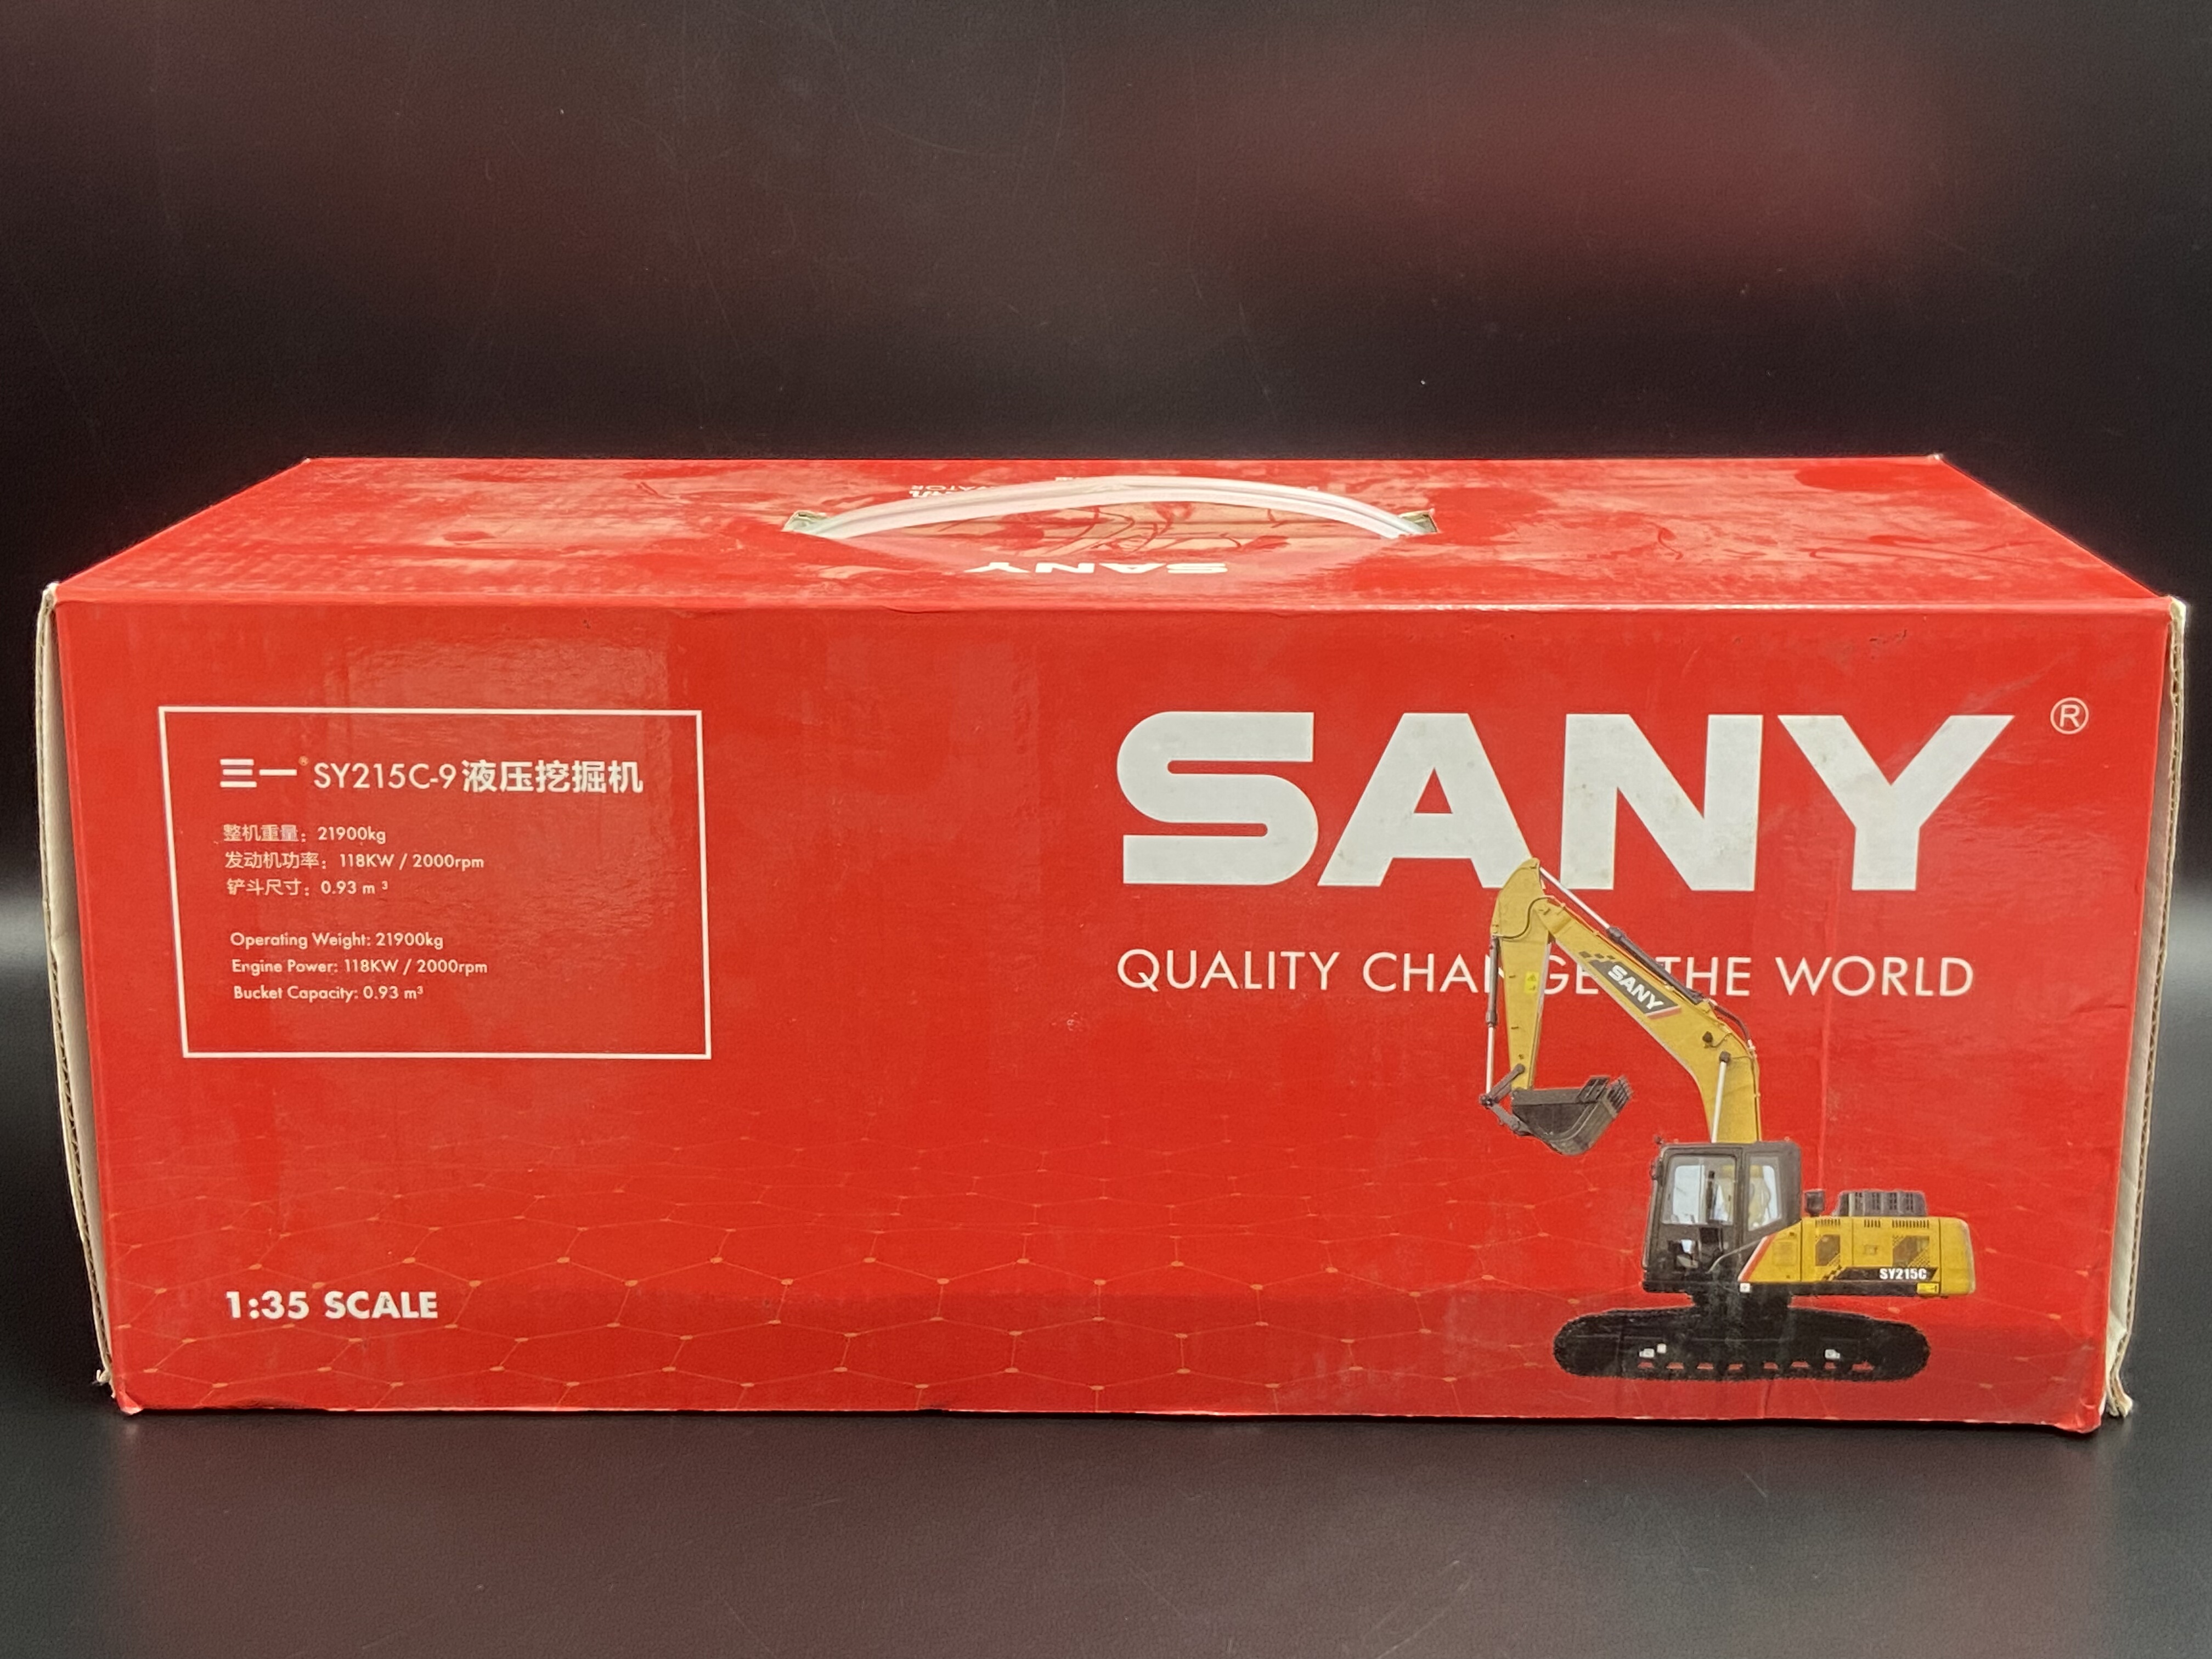 SANY
三一® SY215C-9液压挖掘机
整机重量：21900kg
发动机功率：118KW / 2000rpm
铲斗尺寸：0.93 m³
Operating Weight: 21900kg
Engine Power: 118KW / 2000rpm
Bucket Capacity: 0.93 m³
1:35 SCALE
SANY®
QUALITY CHANGES THE WORLD
SANY
SY215C